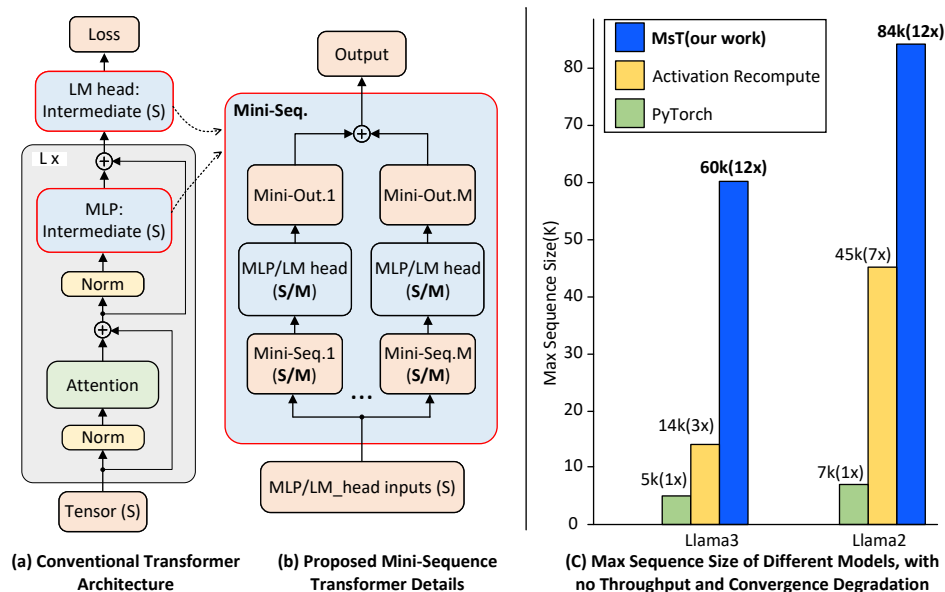 Loss
LM head:
Intermediate (S)
L x
MLP:
Intermediate (S)
Norm
Attention
Norm
Tensor (S)
(a) Conventional Transformer
Architecture
Output
Mini-Seq.
Mini-Out.1
Mini-Out.M
MLP/LM head
(S/M)
MLP/LM head
(S/M)
Mini-Seq.1
(S/M)
Mini-Seq.M
(S/M)
...
MLP/LM_head inputs (S)
(b) Proposed Mini-Sequence
Transformer Details
MsT(our work)
Activation Recompute
PyTorch
84k(12x)
60k(12x)
45k(7x)
14k(3x)
5k(1x)
7k(1x)
Max Sequence Size(K)
80
70
60
50
40
30
20
10
0
Llama3
Llama2
(C) Max Sequence Size of Different Models, with
no Throughput and Convergence Degradation